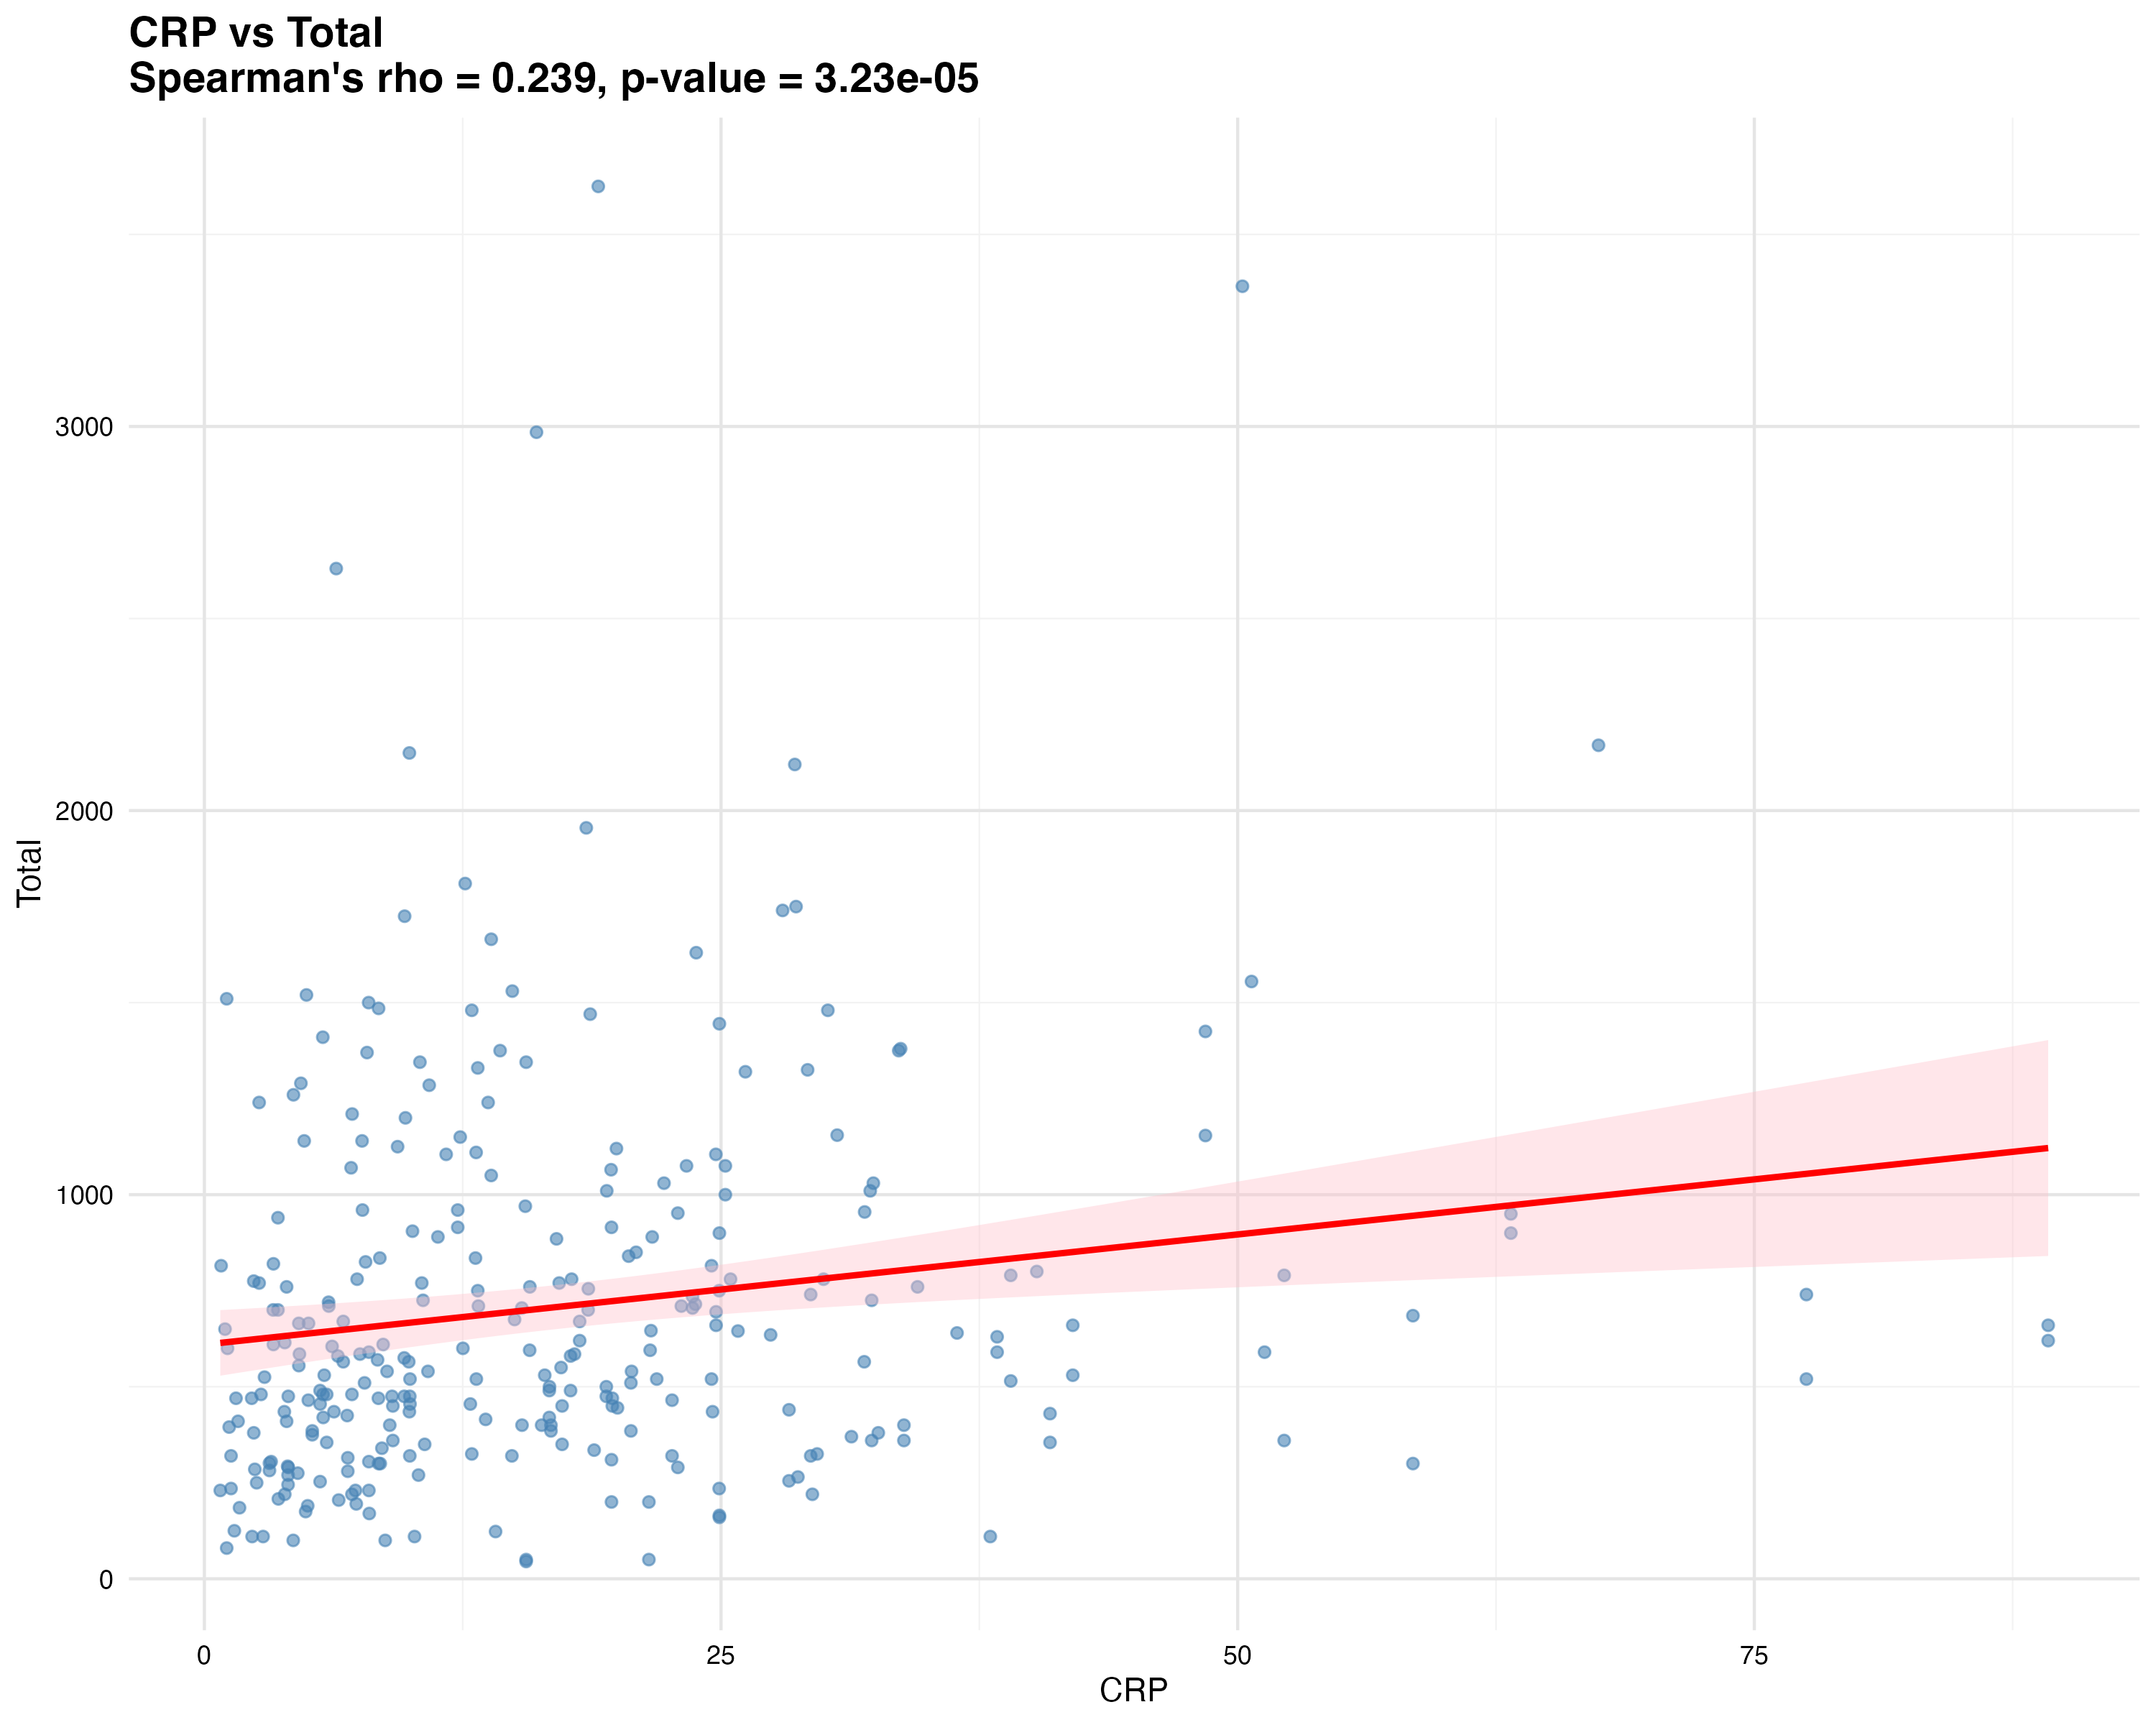 CRP vs Total
Spearman's rho = 0.239, p-value = 3.23e-05
3000
2000
1000
0
Total
0
25
50
75
CRP